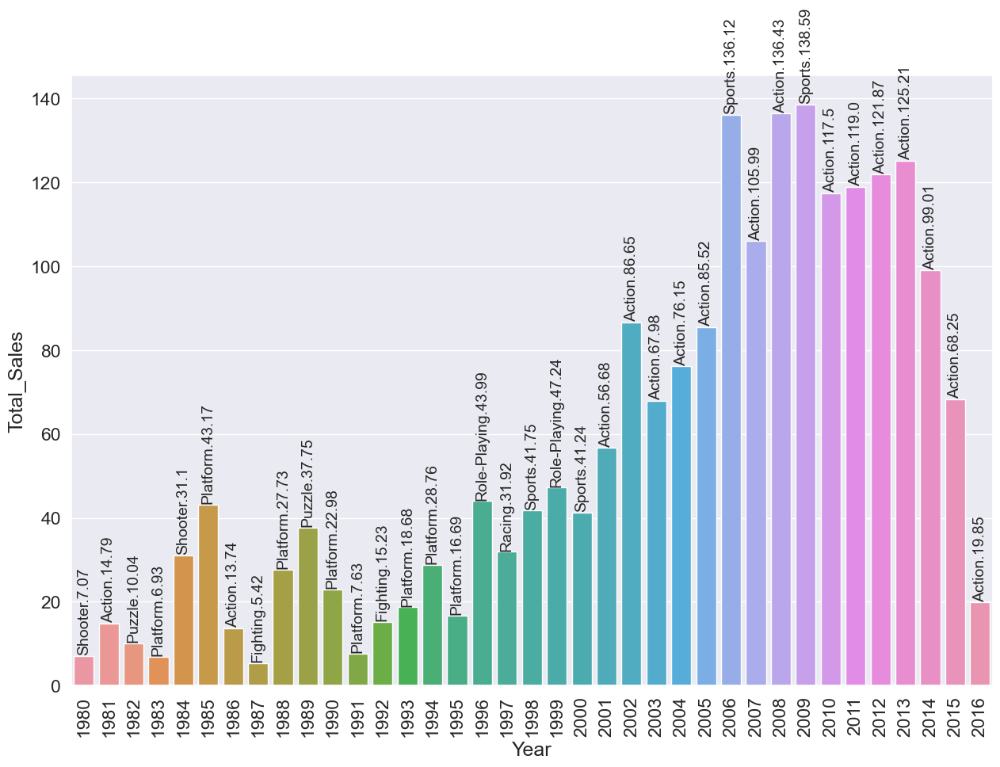 Total_Sales
140
120
100
80
60
40
20
0
Shooter.7.07
Action.14.79
Puzzle.10.04
Platform.6.93
Shooter.31.1
Platform.43.17
Action.13.74
Fighting.5.42
Platform.27.73
Puzzle.37.75
Platform.22.98
Platform.7.63
Fighting.15.23
Platform.18.68
Platform.28.76
Platform.16.69
Role-Playing.43.99
Racing.31.92
Sports.41.75
Role-Playing.47.24
Sports.41.24
Action.56.68
Action.86.65
Action.67.98
Action.76.15
Action.85.52
Sports.136.12
Action.105.99
Action.136.43
Sports.138.59
Action.117.5
Action.119.0
Action.121.87
Action.125.21
Action.99.01
Action.68.25
Action.19.85
1980
1981
1982
1983
1984
1985
1986
1987
1988
1989
1990
1991
1992
1993
1994
1995
1996
1997
1998
1999
2000
2001
2002
2003
2004
2005
2006
2007
2008
2009
2010
2011
2012
2013
2014
2015
2016
Year